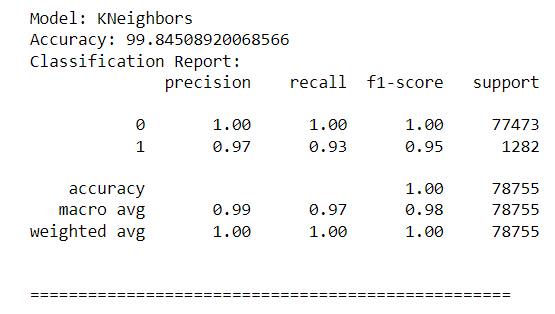 Model: KNeighbors
Accuracy: 99.84508920068566
Classification Report:
precision recall f1-score support
0 1.00 1.00 1.00 77473
1 0.97 0.93 0.95 1282
accuracy 1.00 78755
macro avg 0.99 0.97 0.98 78755
weighted avg 1.00 1.00 1.00 78755
==================================================